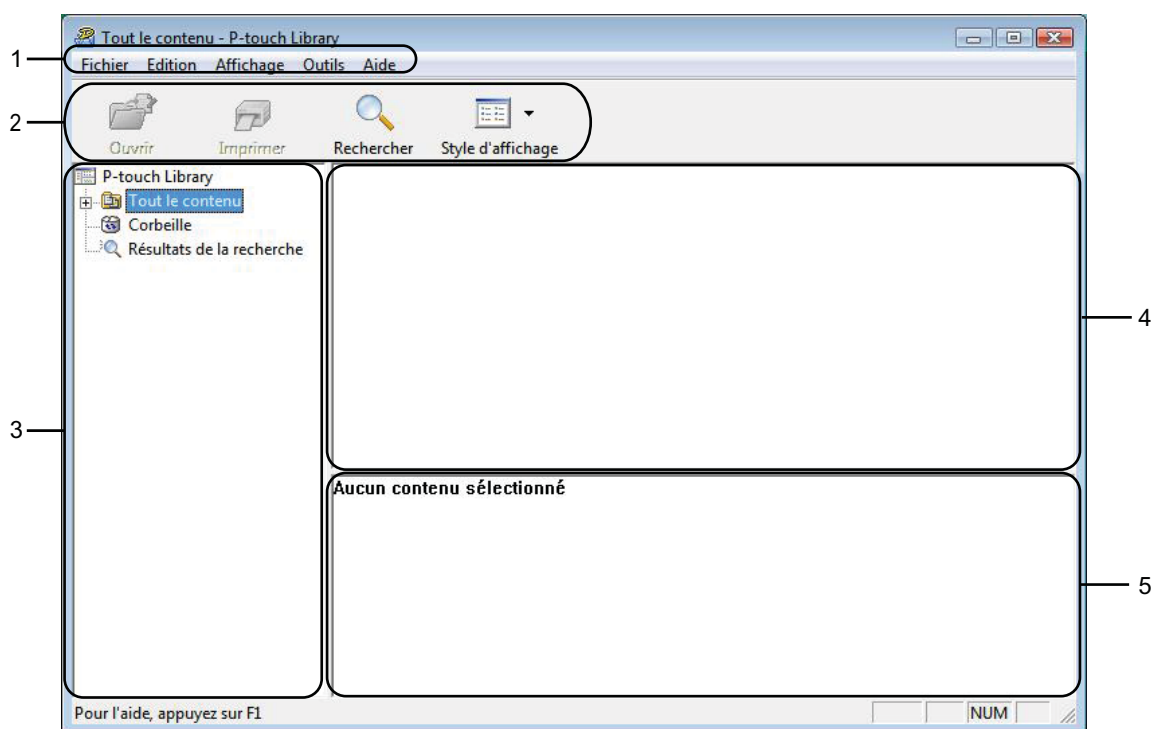 Tout le contenu - P-touch Library
1
Fichier Edition Affichage Outils Aide
2
Ouvrir Imprimer Rechercher Style d'affichage
P-touch Library
Tout le contenu
Corbeille
Résultats de la recherche
4
3
Aucun contenu sélectionné
5
Pour l'aide, appuyez sur F1 NUM